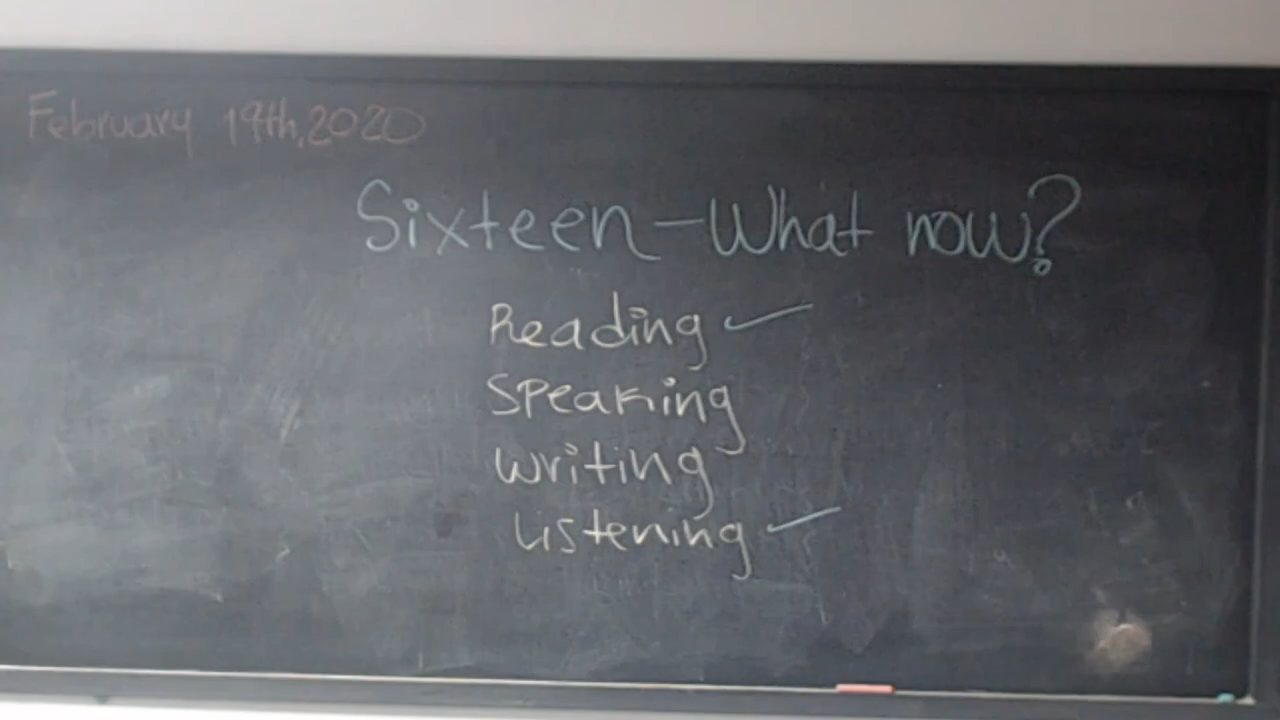 February 19th, 2020
Sixteen - What now?
Reading ✓
Speaking
Writing
Listening ✓